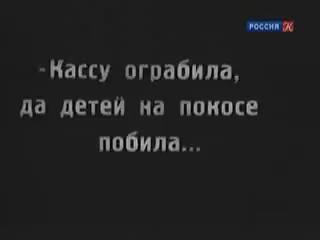 РОССИЯ К
-Кассу ограбила,
да детей на покосе
побила...